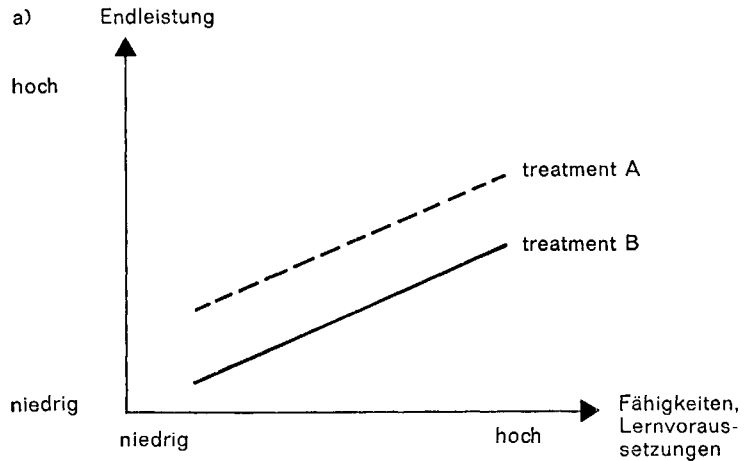 a)
Endleistung
hoch
treatment A
treatment B
niedrig
Fähigkeiten,
Lernvoraus-
setzungen
niedrig
hoch